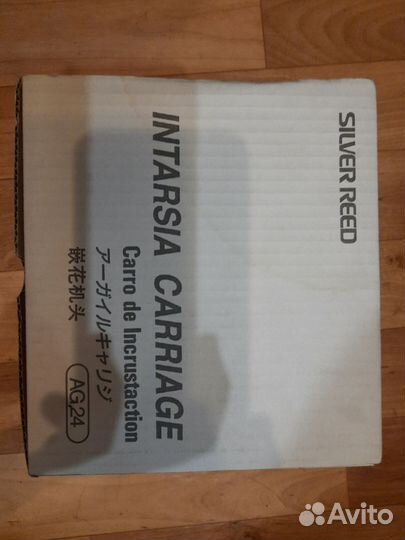 SILVER REED
INTARSIA CARRIAGE
Carro de Incrustaction
アーガイルキャリジ
嵌花机头
AG24
Avito